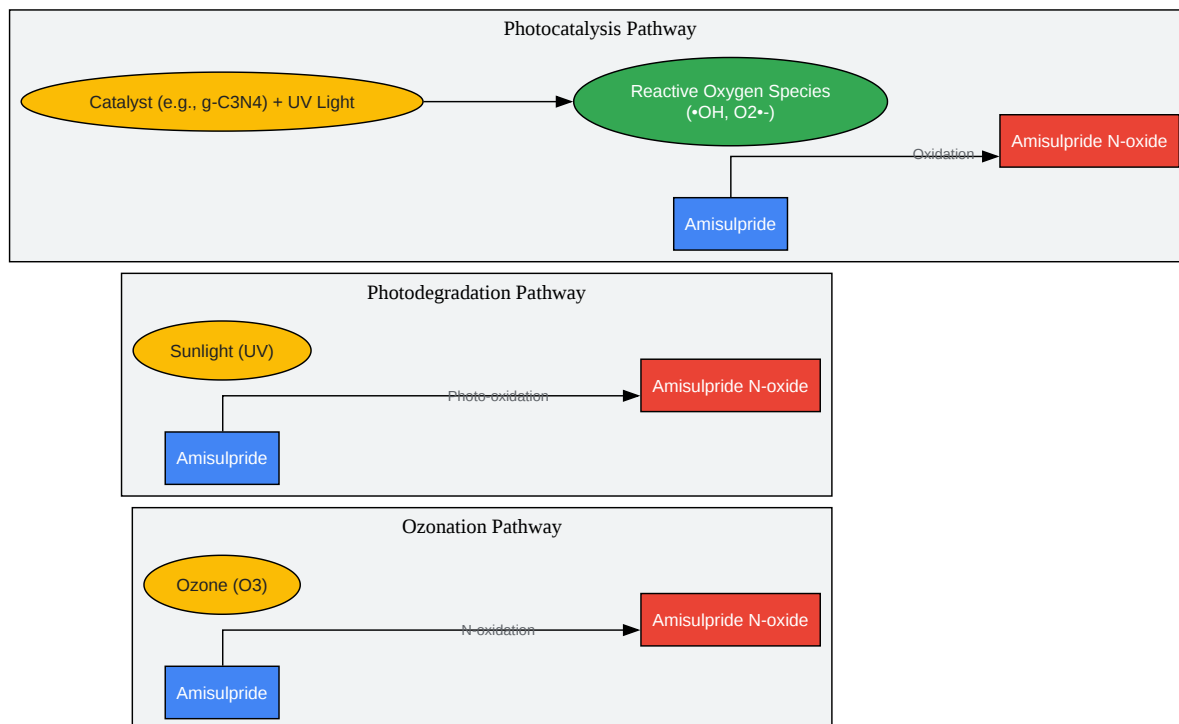 Photocatalysis Pathway
Catalyst (e.g., g-C3N4) + UV Light
Reactive Oxygen Species
(•OH, O2•-)
Oxidation
Amisulpride N-oxide
Amisulpride
Photodegradation Pathway
Sunlight (UV)
Photo-oxidation
Amisulpride N-oxide
Amisulpride
Ozonation Pathway
Ozone (O3)
N-oxidation
Amisulpride N-oxide
Amisulpride